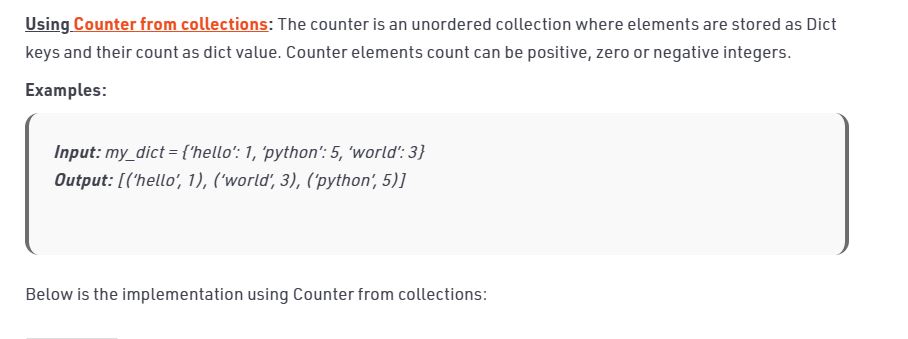 Using Counter from collections: The counter is an unordered collection where elements are stored as Dict
keys and their count as dict value. Counter elements count can be positive, zero or negative integers.
Examples:
Input: my_dict = {‘hello’: 1, ‘python’: 5, ‘world’: 3}
Output: [(‘hello’, 1), (‘world’, 3), (‘python’, 5)]
Below is the implementation using Counter from collections: